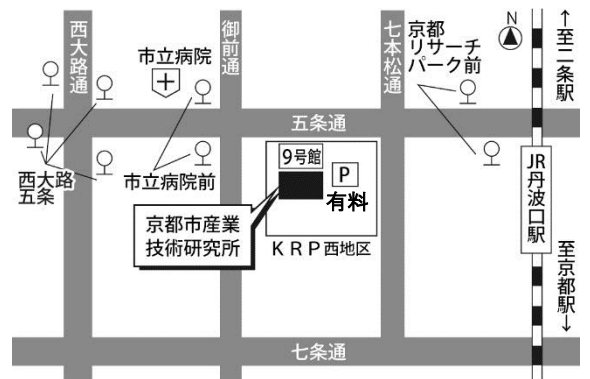 西大路通
市立病院
御前通
七本松通
京都
リサーチ
パーク前
N
↑至二条駅
五条通
西大路
五条
市立病院前
9号館
P
有料
京都市産業
技術研究所
KRP西地区
JR丹波口駅
至京都駅↓
七条通